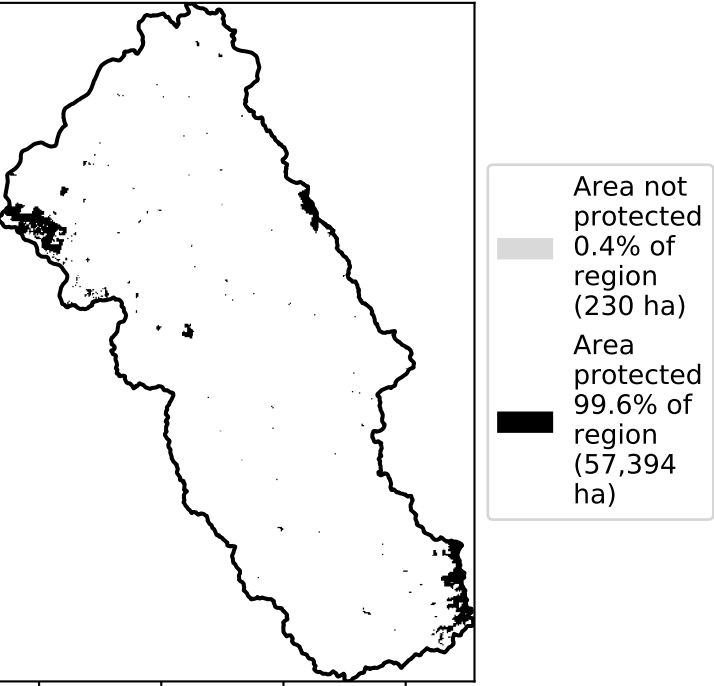 Area not
protected
0.4% of
region
(230 ha)
Area
protected
99.6% of
region
(57,394
ha)